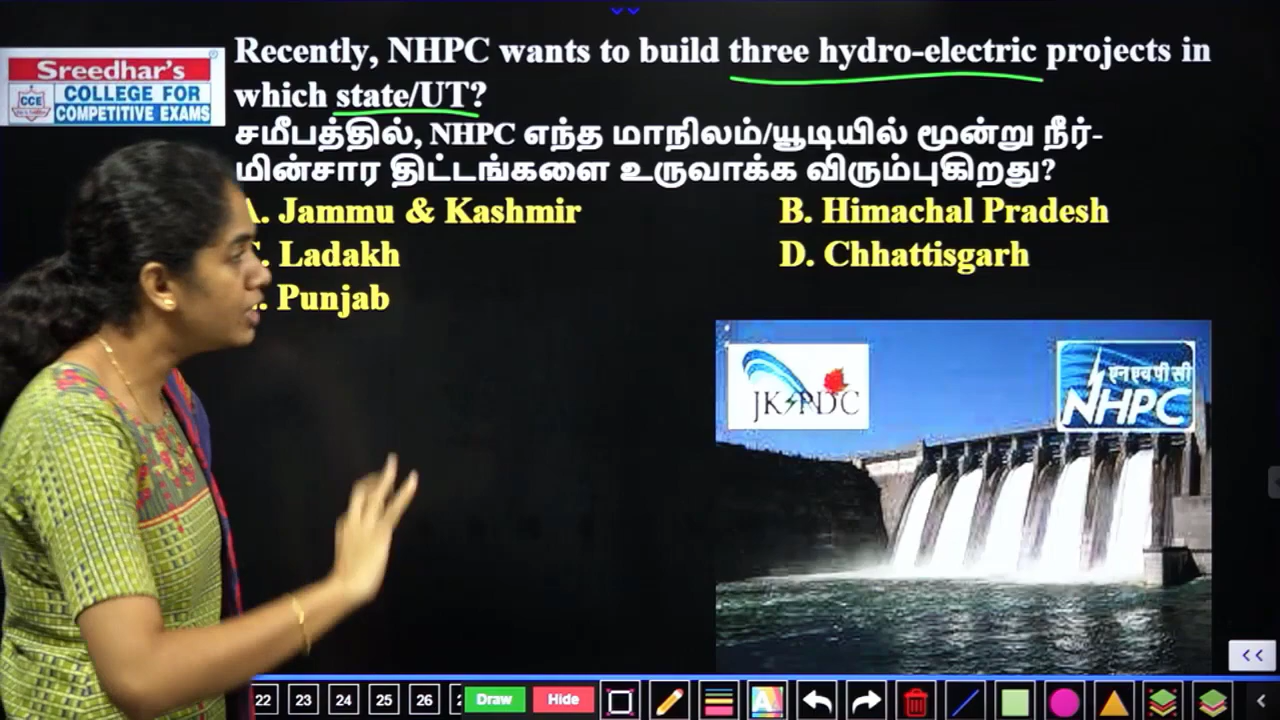 Recently, NHPC wants to build three hydro-electric projects in
which state/UT?
Sreedhar's
CCE
COLLEGE FOR
COMPETITIVE EXAMS
சமீபத்தில், NHPC எந்த மாநிலம்/யூடியில் மூன்று நீர்-
மின்சார திட்டங்களை உருவாக்க விரும்புகிறது?
A. Jammu & Kashmir
B. Himachal Pradesh
Ladakh
D. Chhattisgarh
Punjab
JKSPDC
एन एच पी सी
NHPC
<<
22 23 24 25 26 Draw Hide